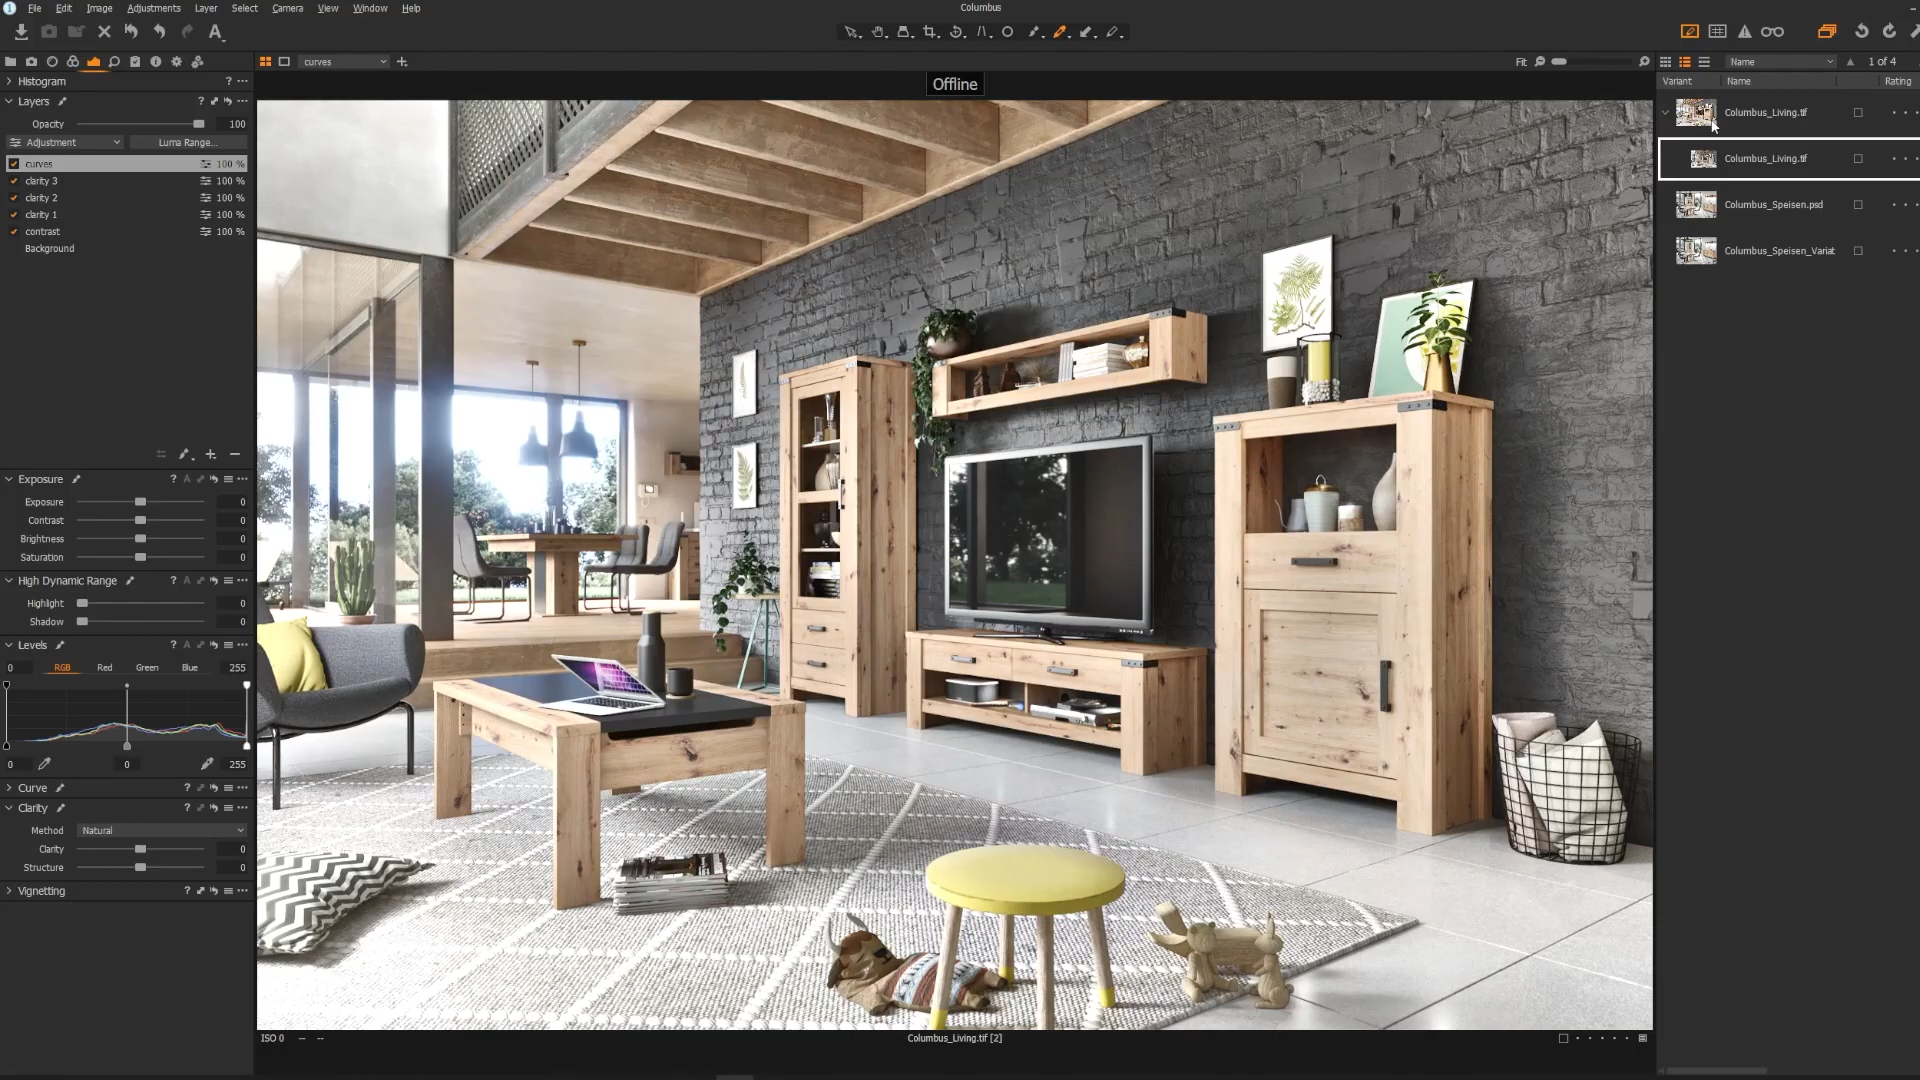 File Edit Image Adjustments Layer Select Camera View Window Help
Columbus
curves
Fit
Name
1 of 4
Histogram
Offline
Variant Name Rating
Layers
Opacity 100
Adjustment Luma Range...
Columbus_Living.tif
curves 100 %
Columbus_Living.tif
clarity 3 100 %
clarity 2 100 %
Columbus_Speisen.psd
clarity 1 100 %
contrast 100 %
Background
Columbus_Speisen_Variat
Exposure
Exposure 0
Contrast 0
Brightness 0
Saturation 0
High Dynamic Range
Highlight 0
Shadow 0
Levels
0 RGB Red Green Blue 255
0 0 255
Curve
Clarity
Method Natural
Clarity 0
Structure 0
Vignetting
ISO 0 -- --
Columbus_Living.tif [2]